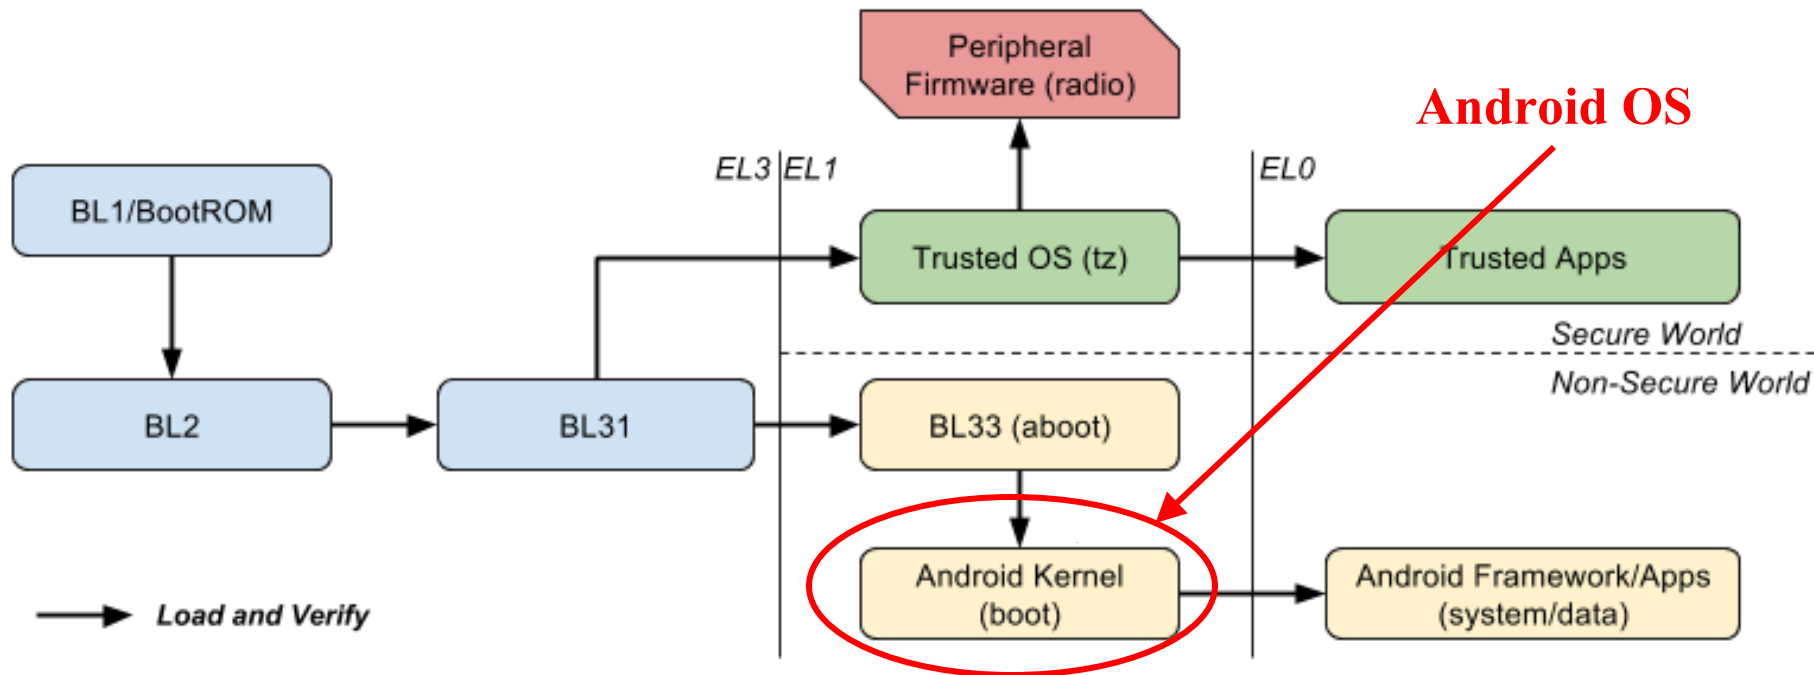 Peripheral
Firmware (radio)
Android OS
EL3
EL1
EL0
BL1/BootROM
Trusted OS (tz)
Trusted Apps
Secure World
Non-Secure World
BL2
BL31
BL33 (aboot)
Android Kernel
(boot)
Android Framework/Apps
(system/data)
Load and Verify